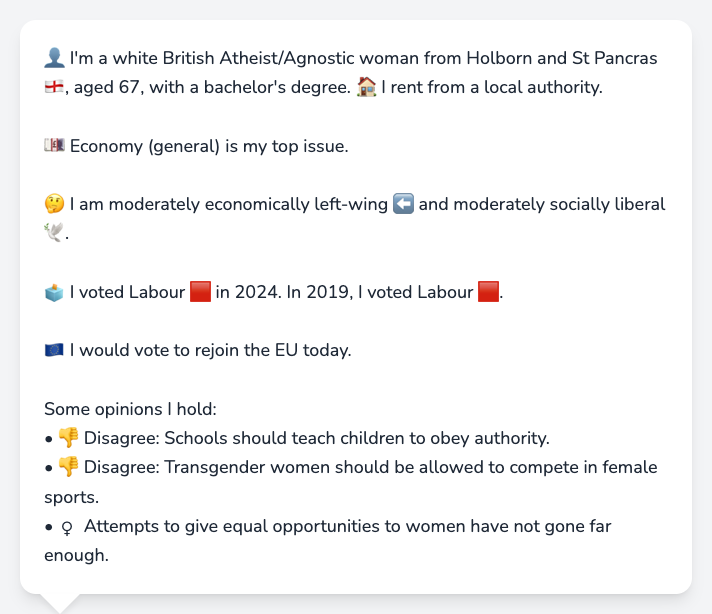 👤 I'm a white British Atheist/Agnostic woman from Holborn and St Pancras
🏴󠁧󠁢󠁥󠁮󠁧󠁿, aged 67, with a bachelor's degree. 🏠 I rent from a local authority.
💷 Economy (general) is my top issue.
🤔 I am moderately economically left-wing ⬅️ and moderately socially liberal
🕊️.
🗳️ I voted Labour 🟥 in 2024. In 2019, I voted Labour 🟥.
🇪🇺 I would vote to rejoin the EU today.
Some opinions I hold:
• 👎 Disagree: Schools should teach children to obey authority.
• 👎 Disagree: Transgender women should be allowed to compete in female
sports.
• ♀ Attempts to give equal opportunities to women have not gone far
enough.